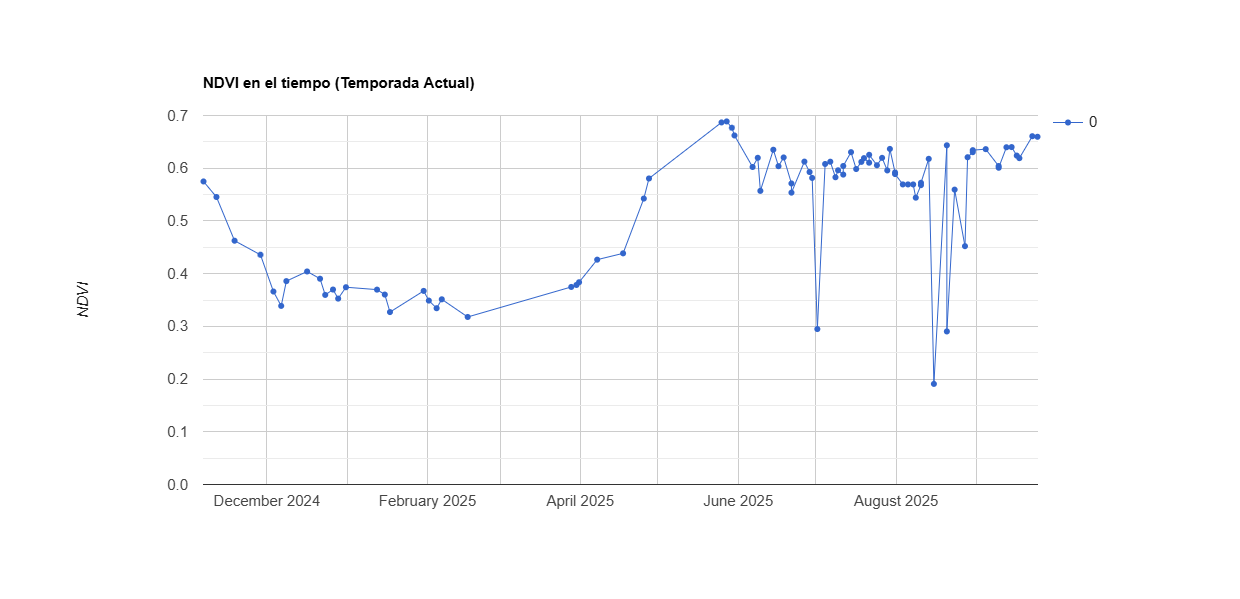 NDVI en el tiempo (Temporada Actual)
0.7
0.6
0.5
0.4
0.3
0.2
0.1
0.0
NDVI
December 2024
February 2025
April 2025
June 2025
August 2025
0